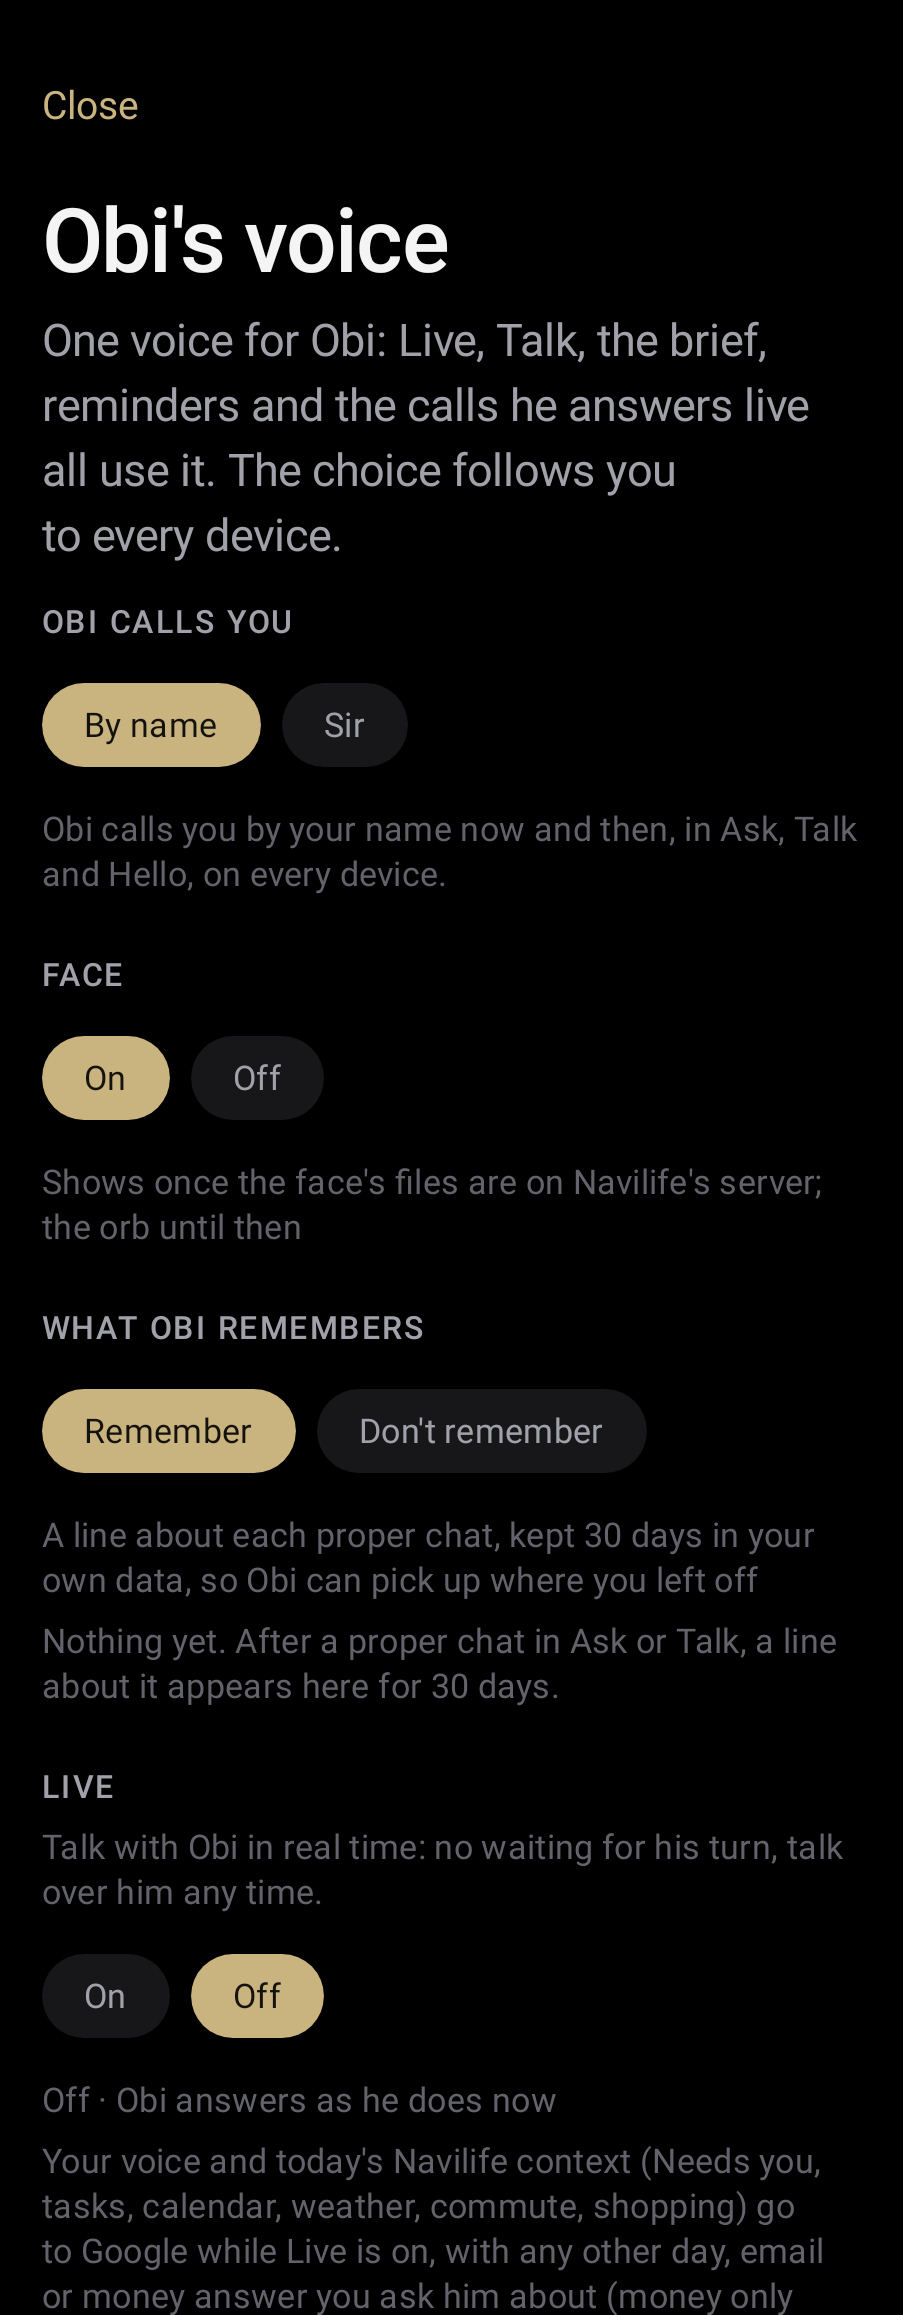 Close
Obi's voice
One voice for Obi: Live, Talk, the brief,
reminders and the calls he answers live
all use it. The choice follows you
to every device.
OBI CALLS YOU
By name Sir
Obi calls you by your name now and then, in Ask, Talk
and Hello, on every device.
FACE
On Off
Shows once the face's files are on Navilife's server;
the orb until then
WHAT OBI REMEMBERS
Remember Don't remember
A line about each proper chat, kept 30 days in your
own data, so Obi can pick up where you left off
Nothing yet. After a proper chat in Ask or Talk, a line
about it appears here for 30 days.
LIVE
Talk with Obi in real time: no waiting for his turn, talk
over him any time.
On Off
Off · Obi answers as he does now
Your voice and today's Navilife context (Needs you,
tasks, calendar, weather, commute, shopping) go
to Google while Live is on, with any other day, email
or money answer you ask him about (money only